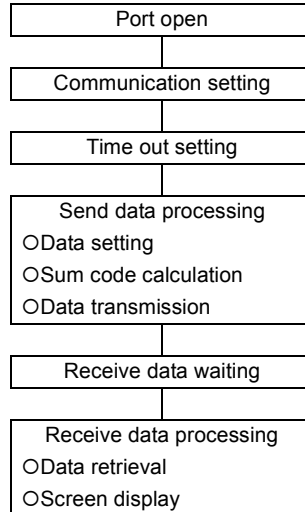 Port open
Communication setting
Time out setting
Send data processing
○Data setting
○Sum code calculation
○Data transmission
Receive data waiting
Receive data processing
○Data retrieval
○Screen display